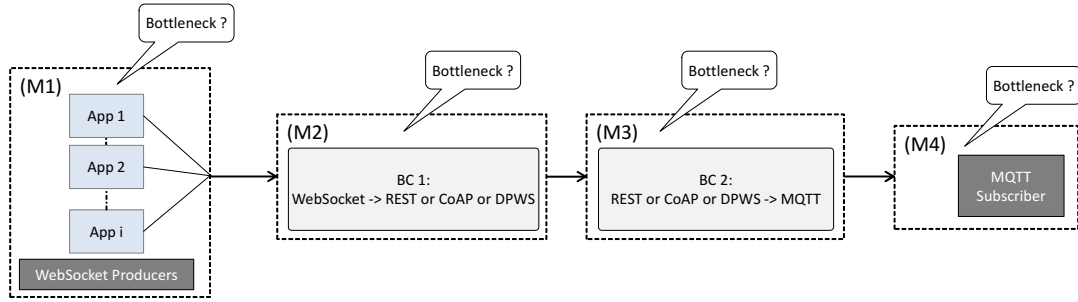 Bottleneck ?
(M1)
App 1
App 2
App i
WebSocket Producers
Bottleneck ?
(M2)
BC 1:
WebSocket -> REST or CoAP or DPWS
Bottleneck ?
(M3)
BC 2:
REST or CoAP or DPWS -> MQTT
Bottleneck ?
(M4)
MQTT
Subscriber